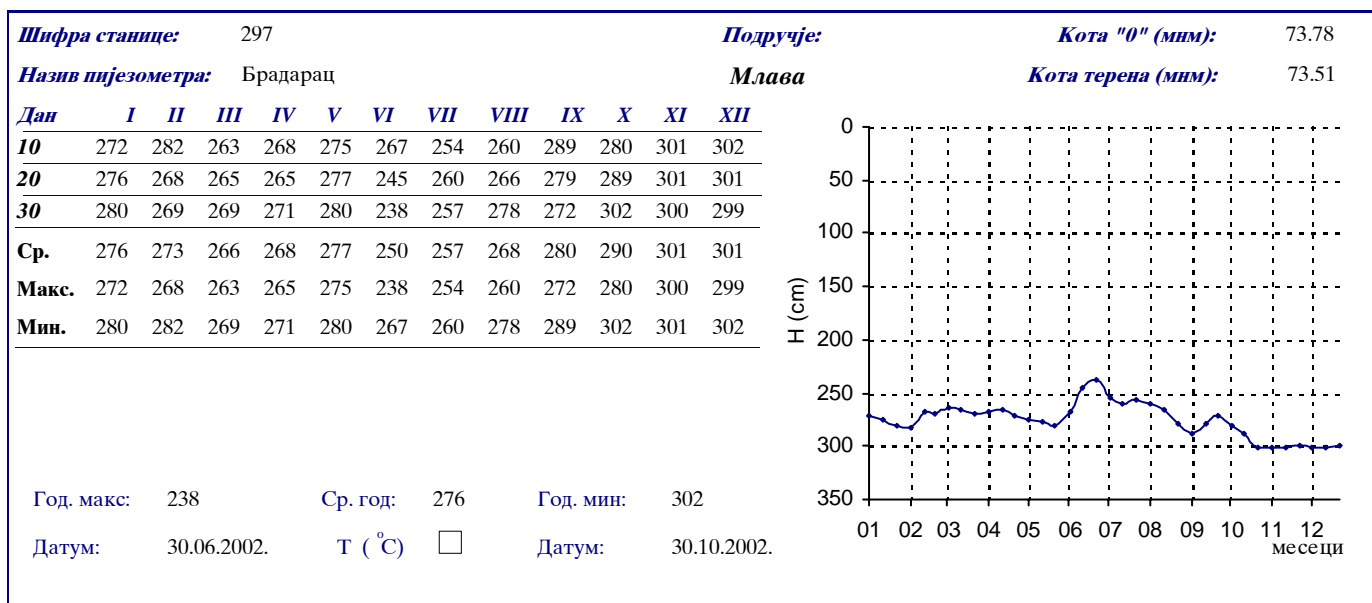 Шифра станице: 297 Подручје: Кота "0" (мнм): 73.78
Назив пијезометра: Брадарац Млава Кота терена (мнм): 73.51
Дан I II III IV V VI VII VIII IX X XI XII
10 272 282 263 268 275 267 254 260 289 280 301 302
20 276 268 265 265 277 245 260 266 279 289 301 301
30 280 269 269 271 280 238 257 278 272 302 300 299
Ср. 276 273 266 268 277 250 257 268 280 290 301 301
Макс. 272 268 263 265 275 238 254 260 272 280 300 299
Мин. 280 282 269 271 280 267 260 278 289 302 301 302
0
50
100
150
200
250
300
350
H (cm)
01 02 03 04 05 06 07 08 09 10 11 12
месеци
Год. макс: 238 Ср. год: 276 Год. мин: 302
Датум: 30.06.2002. Т ( °C) Датум: 30.10.2002.